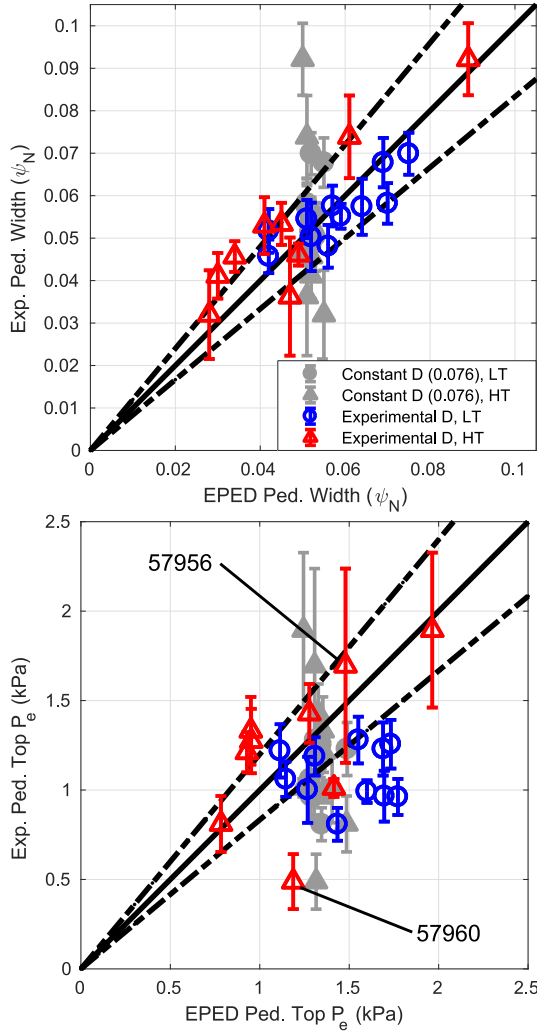 0.1
0.09
0.08
0.07
0.06
0.05
0.04
0.03
0.02
0.01
0
Exp. Ped. Width (ψ_N)
Constant D (0.076), LT
Constant D (0.076), HT
Experimental D, LT
Experimental D, HT
0 0.02 0.04 0.06 0.08 0.1
EPED Ped. Width (ψ_N)
2.5
2
1.5
1
0.5
0
Exp. Ped. Top P_e (kPa)
57956
57960
0 0.5 1 1.5 2 2.5
EPED Ped. Top P_e (kPa)